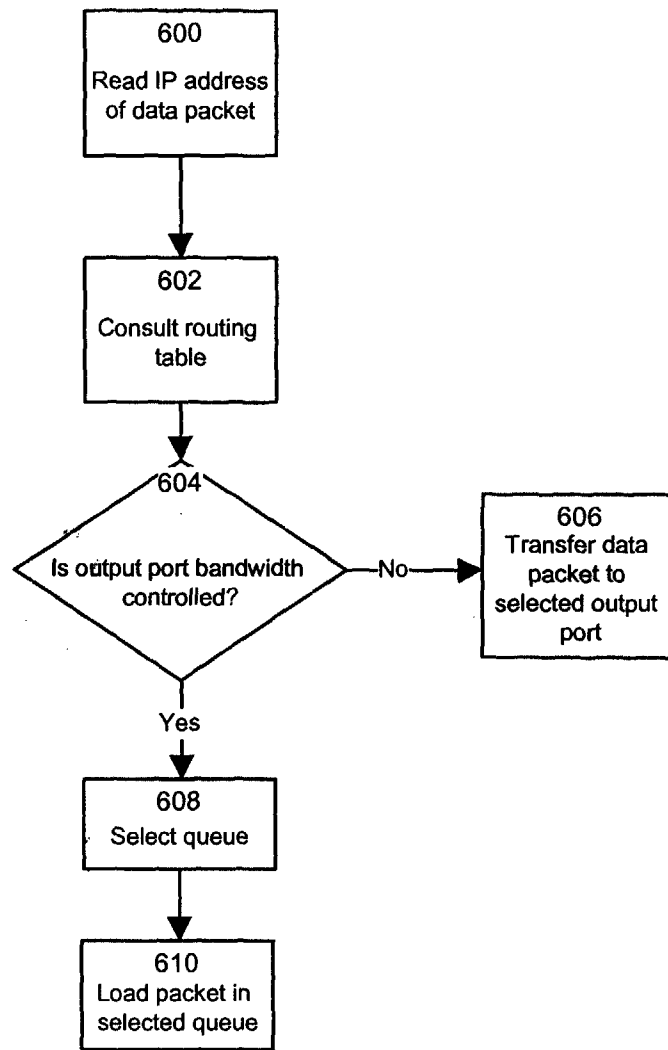 600
Read IP address
of data packet
602
Consult routing
table
604
Is output port bandwidth
controlled?
No
606
Transfer data
packet to
selected output
port
Yes
608
Select queue
610
Load packet in
selected queue